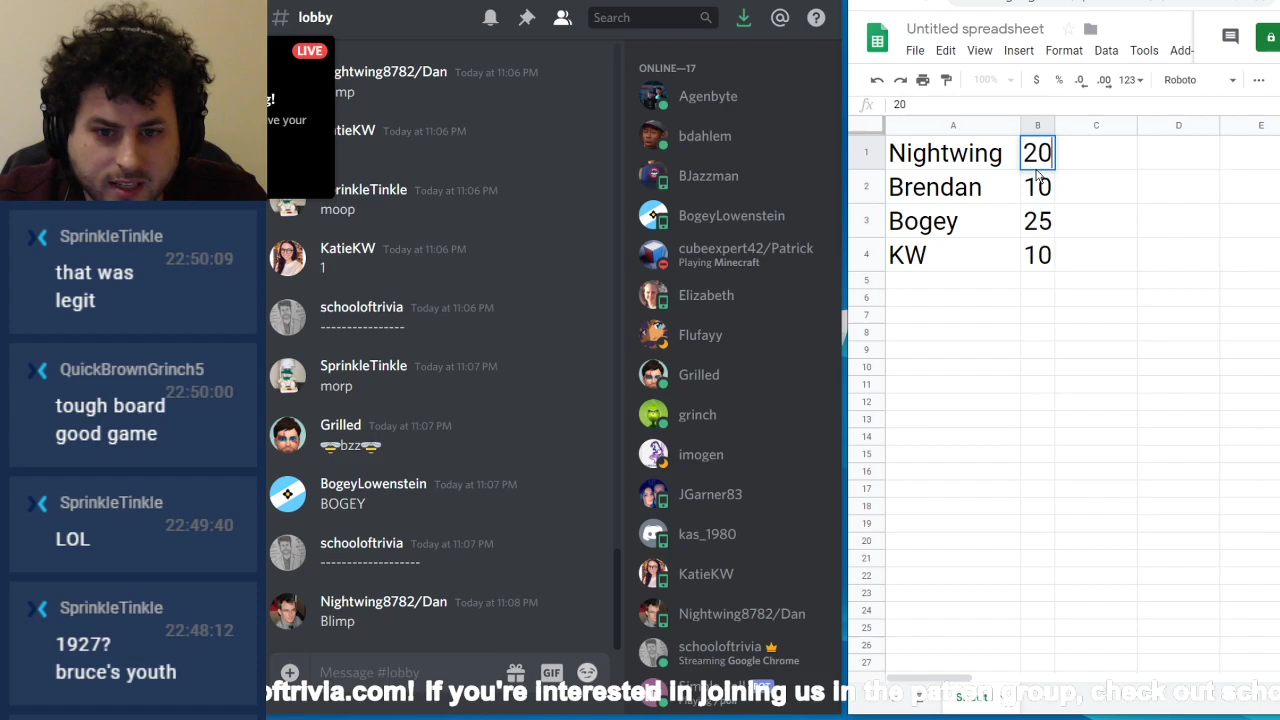 SprinkleTinkle
22:50:09
that was
legit
QuickBrownGrinch5
22:50:00
tough board
good game
SprinkleTinkle
22:49:40
LOL
SprinkleTinkle
22:48:12
1927?
bruce's youth
# lobby
Search
LIVE
g!
ve your
ghtwing8782/Dan Today at 11:06 PM
mp
atieKW Today at 11:06 PM
rinkleTinkle Today at 11:06 PM
moop
KatieKW Today at 11:06 PM
1
schooloftrivia Today at 11:06 PM
----------------
SprinkleTinkle Today at 11:07 PM
morp
Grilled Today at 11:07 PM
bzz
BogeyLowenstein Today at 11:07 PM
BOGEY
schooloftrivia Today at 11:07 PM
-------------------
Nightwing8782/Dan Today at 11:08 PM
Blimp
Message #lobby
GIF
ONLINE—17
Agenbyte
bdahlem
BJazzman
BogeyLowenstein
cubeexpert42/Patrick
Playing Minecraft
Elizabeth
Flufayy
Grilled
grinch
imogen
JGarner83
kas_1980
KatieKW
Nightwing8782/Dan
schooloftrivia
Streaming Google Chrome
Untitled spreadsheet
File Edit View Insert Format Data Tools Add-
100% $ % .0 .00 123 Roboto
fx 20
A B C D E
1 Nightwing 20
2 Brendan 10
3 Bogey 25
4 KW 10
5
6
7
8
9
10
11
12
13
14
15
16
17
18
19
20
21
22
23
24
25
26
27
oftrivia.com! If you're interested in joining us in the patron group, check out scho